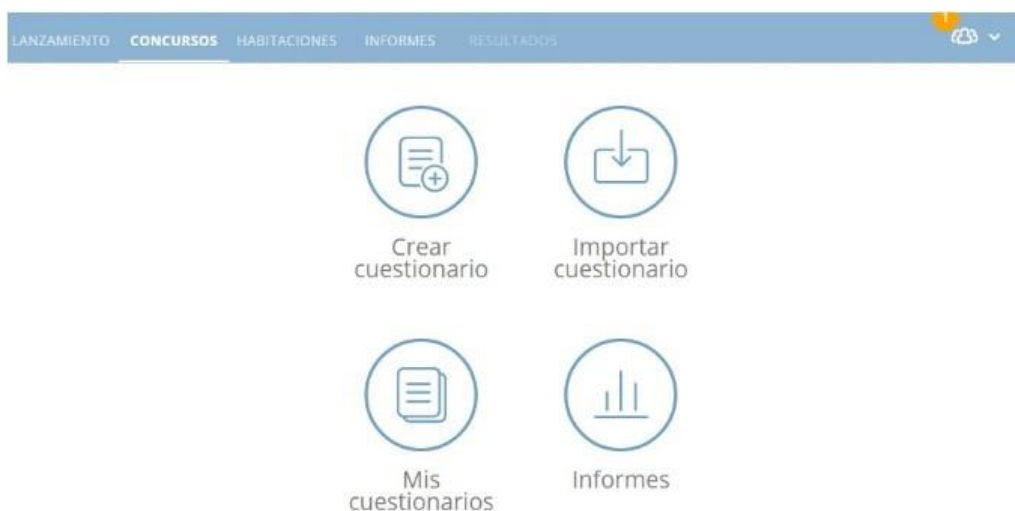 LANZAMIENTO CONCURSOS HABITACIONES INFORMES RESULTADOS
Crear
cuestionario
Importar
cuestionario
Mis
cuestionarios
Informes